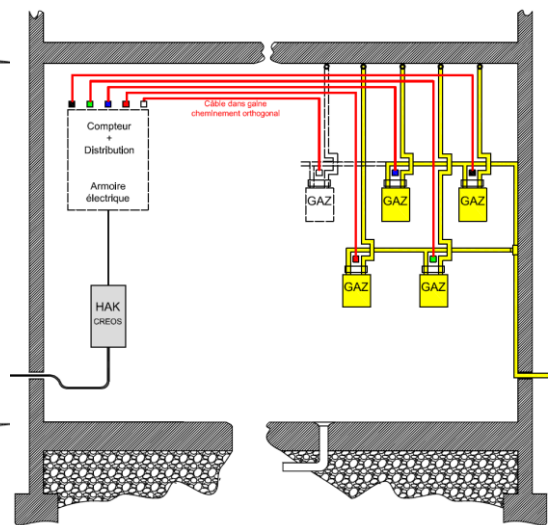 Câble dans gaine
cheminement orthogonal
Compteur
+
Distribution
Armoire
électrique
GAZ
GAZ
GAZ
GAZ
GAZ
HAK
CREOS